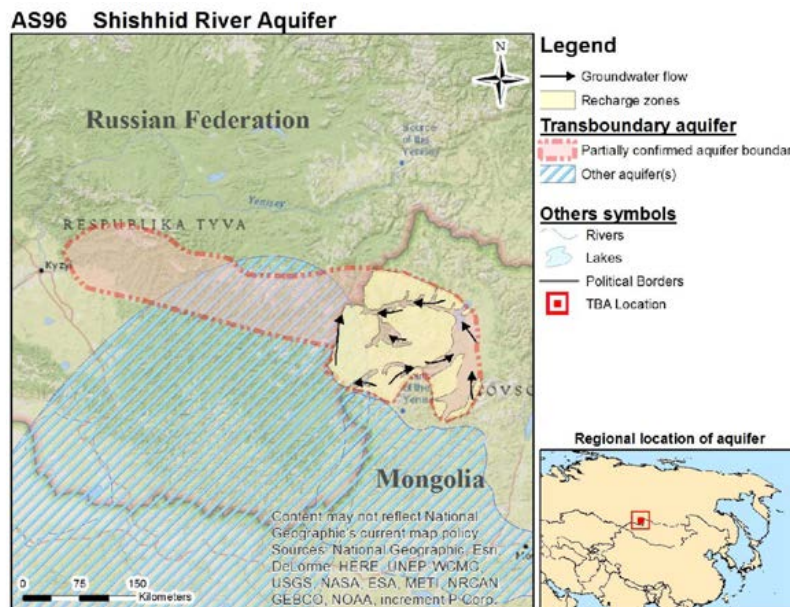 AS96 Shishhid River Aquifer
N
Russian Federation
Source
of the
Yenisey
Yenisey
RESPUBLIKA TYVA
Kyzyl
of the
Mongolia
Content may not reflect National
Geographic's current map policy.
Sources: National Geographic, Esri,
DeLorme, HERE, UNEP-WCMC,
USGS, NASA, ESA, METI, NRCAN,
GEBCO, NOAA, increment P Corp.
0 75 150
Kilometers
Legend
Groundwater flow
Recharge zones
Transboundary aquifer
Partially confirmed aquifer boundar
Other aquifer(s)
Others symbols
Rivers
Lakes
Political Borders
TBA Location
Regional location of aquifer